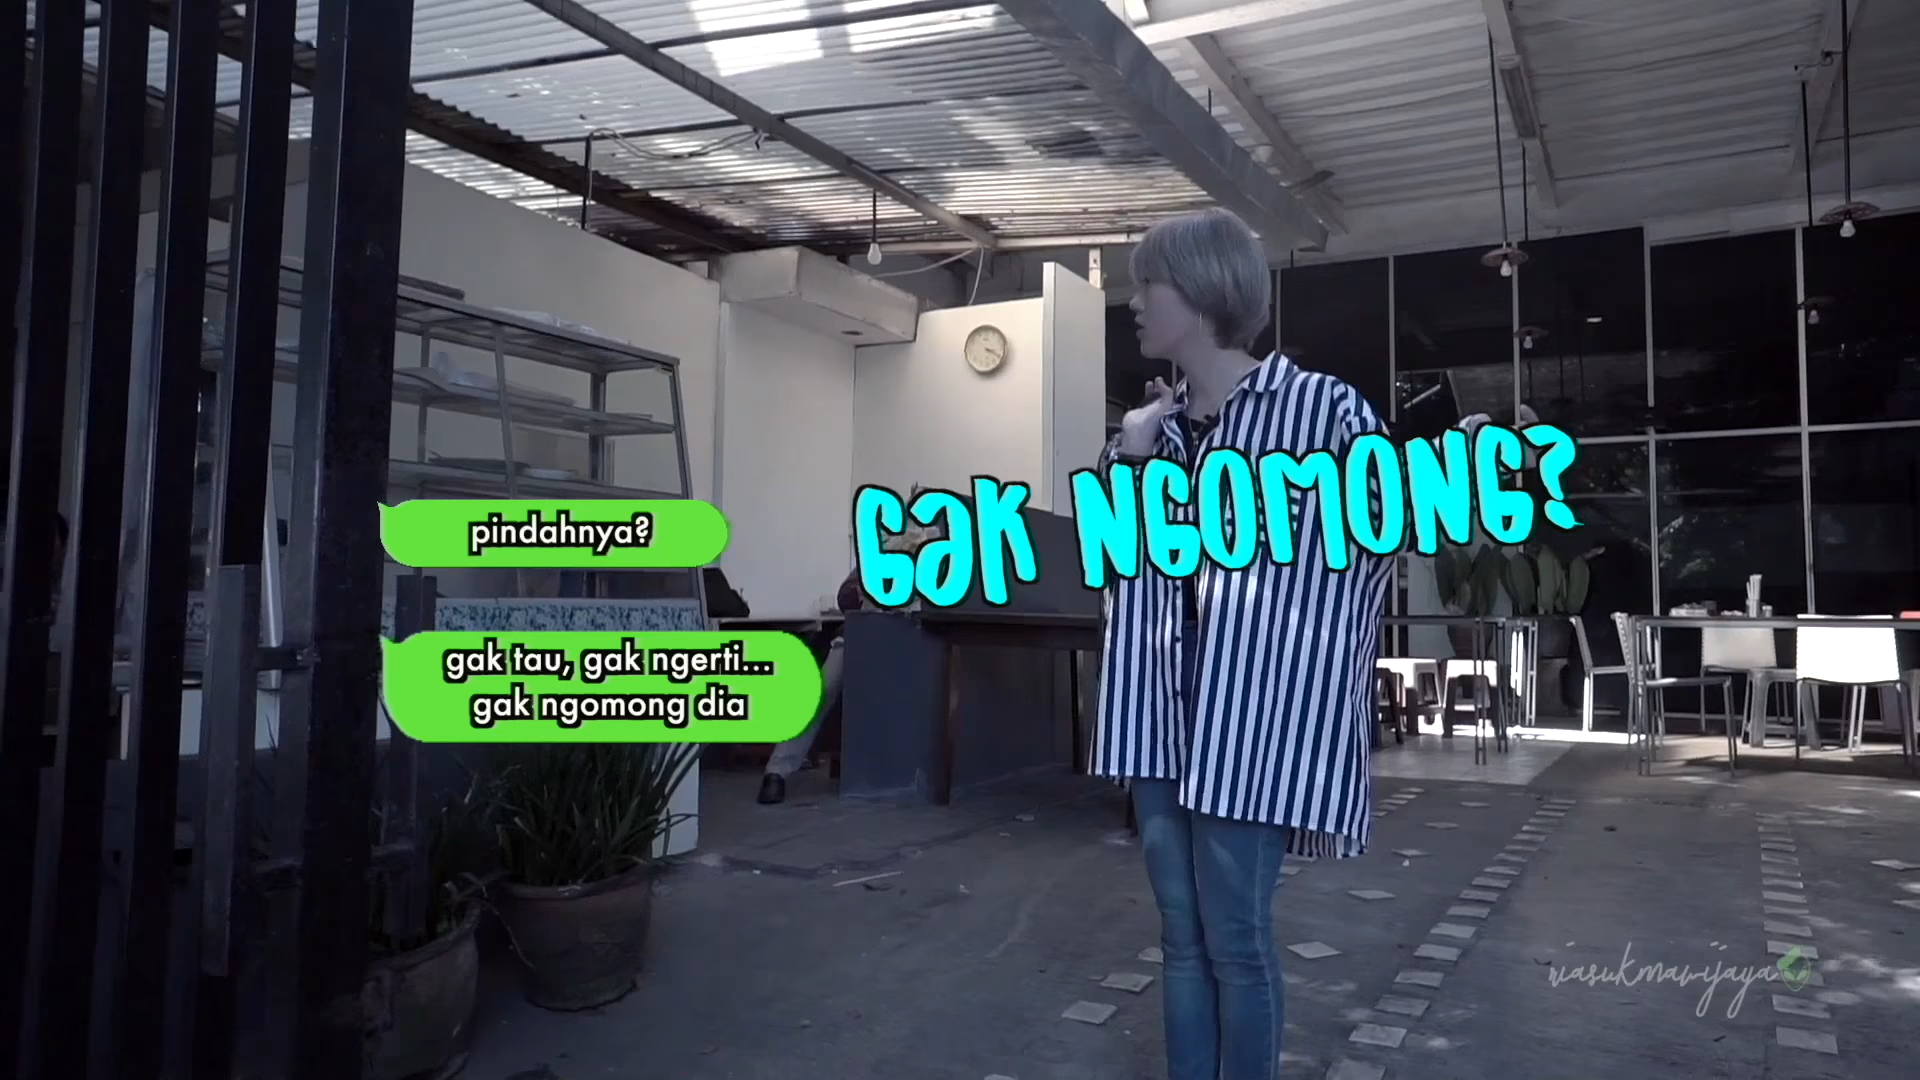 GaK NGOMONG?
pindahnya?
gak tau, gak ngerti...
gak ngomong dia
riasukmawijaya